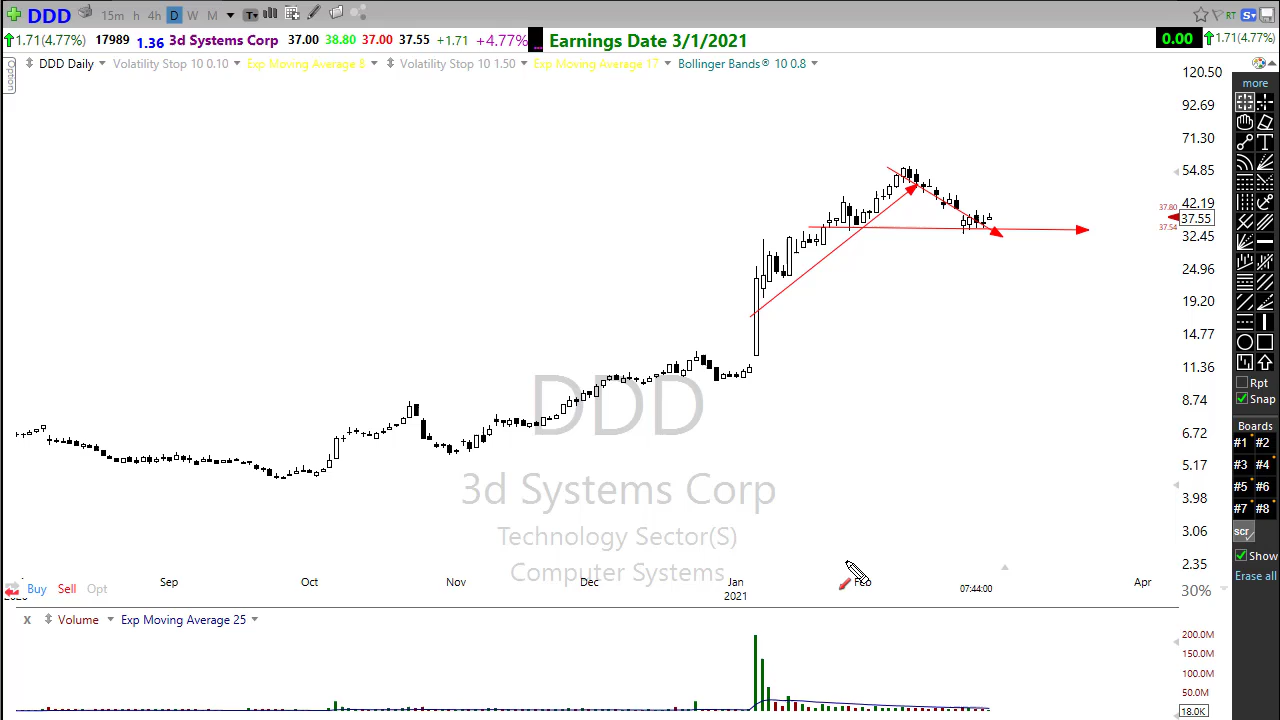 DDD 15m h 4h D W M T RT S
1.71(4.77%) 17989 1.36 3d Systems Corp 37.00 38.80 37.00 37.55 +1.71 +4.77% ... Earnings Date 3/1/2021 0.00 1.71(4.77%)
Option
DDD Daily Volatility Stop 10 0.10 Exp Moving Average 8 Volatility Stop 10 1.50 Exp Moving Average 17 Bollinger Bands® 10 0.8
120.50
92.69
71.30
54.85
42.19
37.80
37.55
37.54
32.45
24.96
19.20
14.77
11.36
8.74
6.72
5.17
3.98
3.06
2.35
DDD
3d Systems Corp
Technology Sector(S)
Computer Systems
Sep Oct Nov Dec Jan Feb Apr
2021
07:44:00
30%
Buy Sell Opt
x Volume Exp Moving Average 25
200.0M
150.0M
100.0M
50.0M
18.0K
more
T
Rpt
Snap
Boards
#1 #2
#3 #4
#5 #6
#7 #8
scr
Show
Erase all